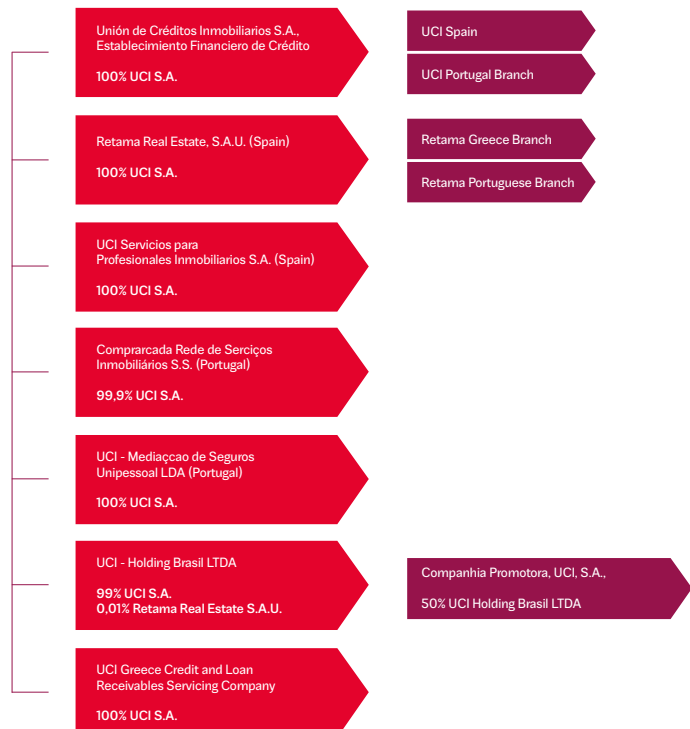 Unión de Créditos Inmobiliarios S.A.,
Establecimiento Financiero de Crédito
100% UCI S.A.
UCI Spain
UCI Portugal Branch
Retama Real Estate, S.A.U. (Spain)
100% UCI S.A.
Retama Greece Branch
Retama Portuguese Branch
UCI Servicios para
Profesionales Inmobiliarios S.A. (Spain)
100% UCI S.A.
Comprarcada Rede de Serciços
Inmobiliários S.S. (Portugal)
99,9% UCI S.A.
UCI - Mediaçcao de Seguros
Unipessoal LDA (Portugal)
100% UCI S.A.
UCI - Holding Brasil LTDA
99% UCI S.A.
0,01% Retama Real Estate S.A.U.
Companhia Promotora, UCI, S.A.,
50% UCI Holding Brasil LTDA
UCI Greece Credit and Loan
Receivables Servicing Company
100% UCI S.A.